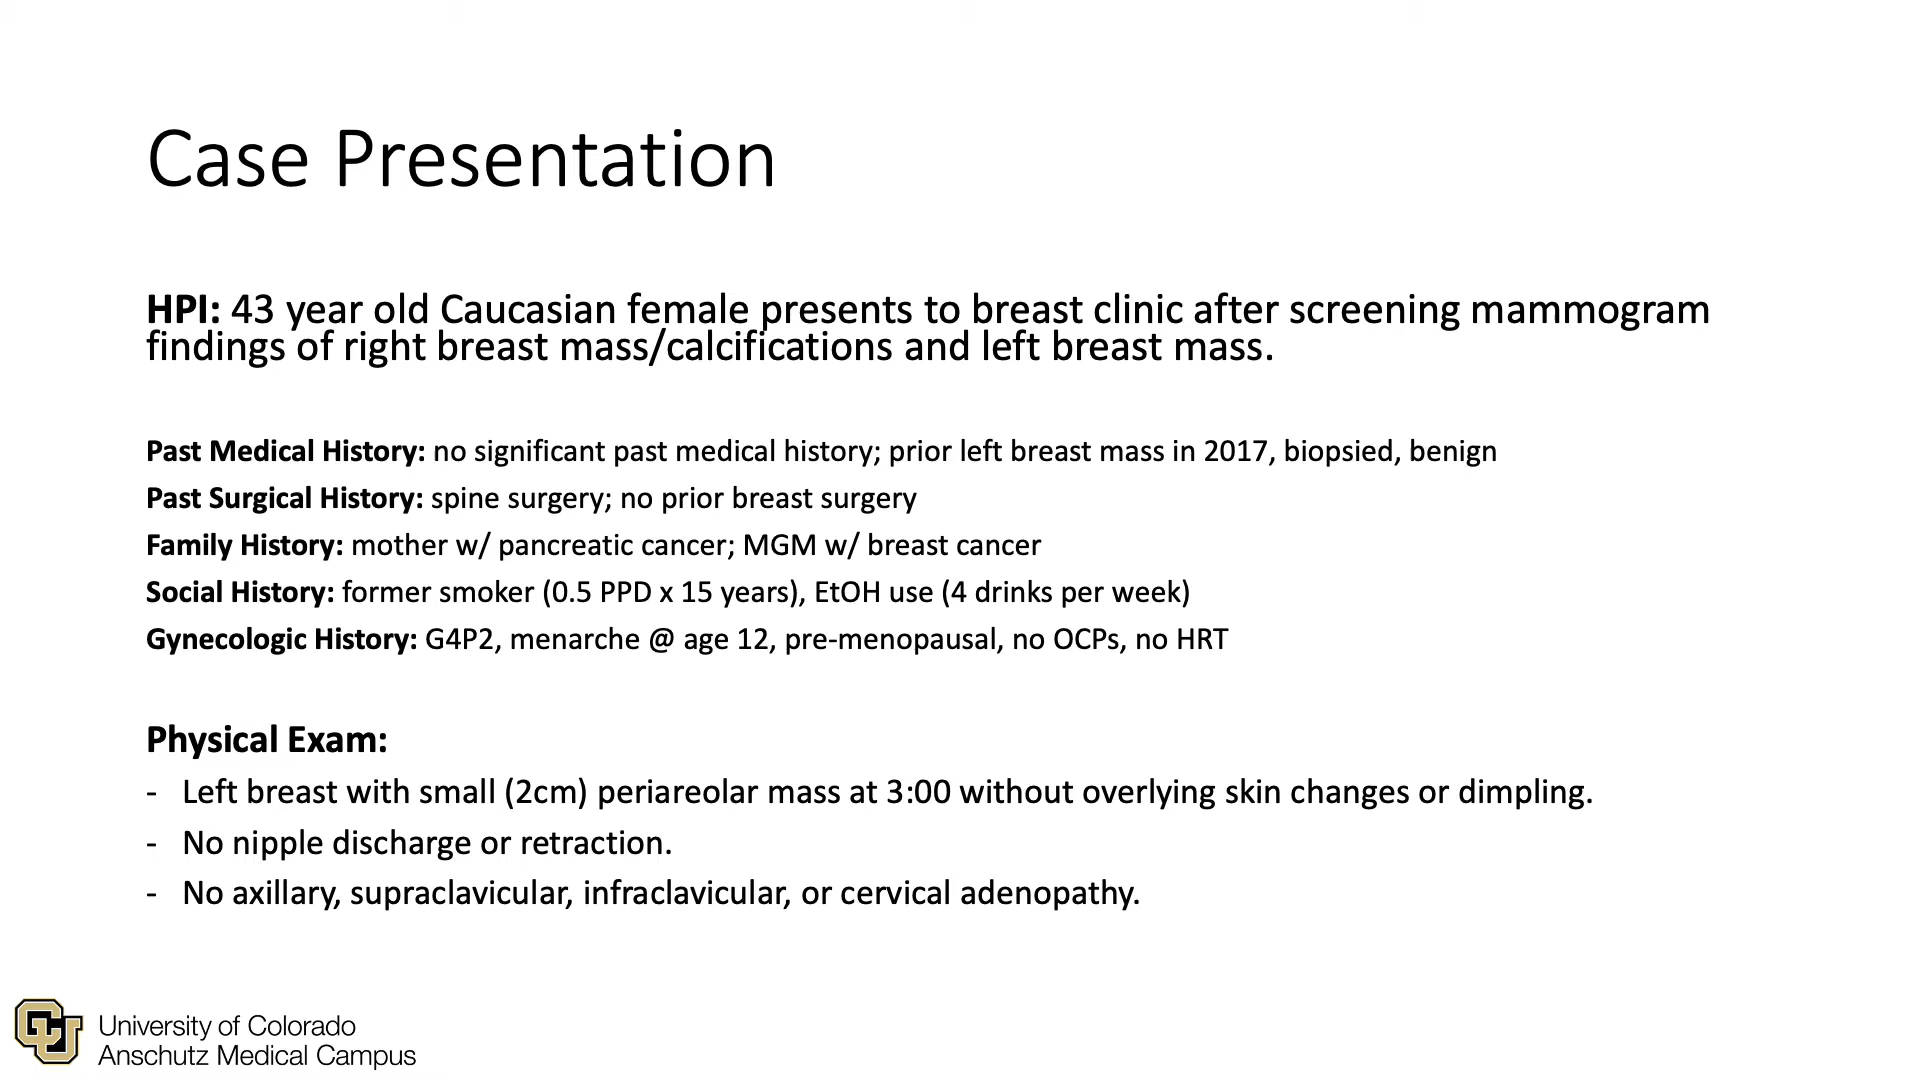 Case Presentation
HPI: 43 year old Caucasian female presents to breast clinic after screening mammogram
findings of right breast mass/calcifications and left breast mass.
Past Medical History: no significant past medical history; prior left breast mass in 2017, biopsied, benign
Past Surgical History: spine surgery; no prior breast surgery
Family History: mother w/ pancreatic cancer; MGM w/ breast cancer
Social History: former smoker (0.5 PPD x 15 years), EtOH use (4 drinks per week)
Gynecologic History: G4P2, menarche @ age 12, pre-menopausal, no OCPs, no HRT
Physical Exam:
- Left breast with small (2cm) periareolar mass at 3:00 without overlying skin changes or dimpling.
- No nipple discharge or retraction.
- No axillary, supraclavicular, infraclavicular, or cervical adenopathy.
CU
University of Colorado
Anschutz Medical Campus